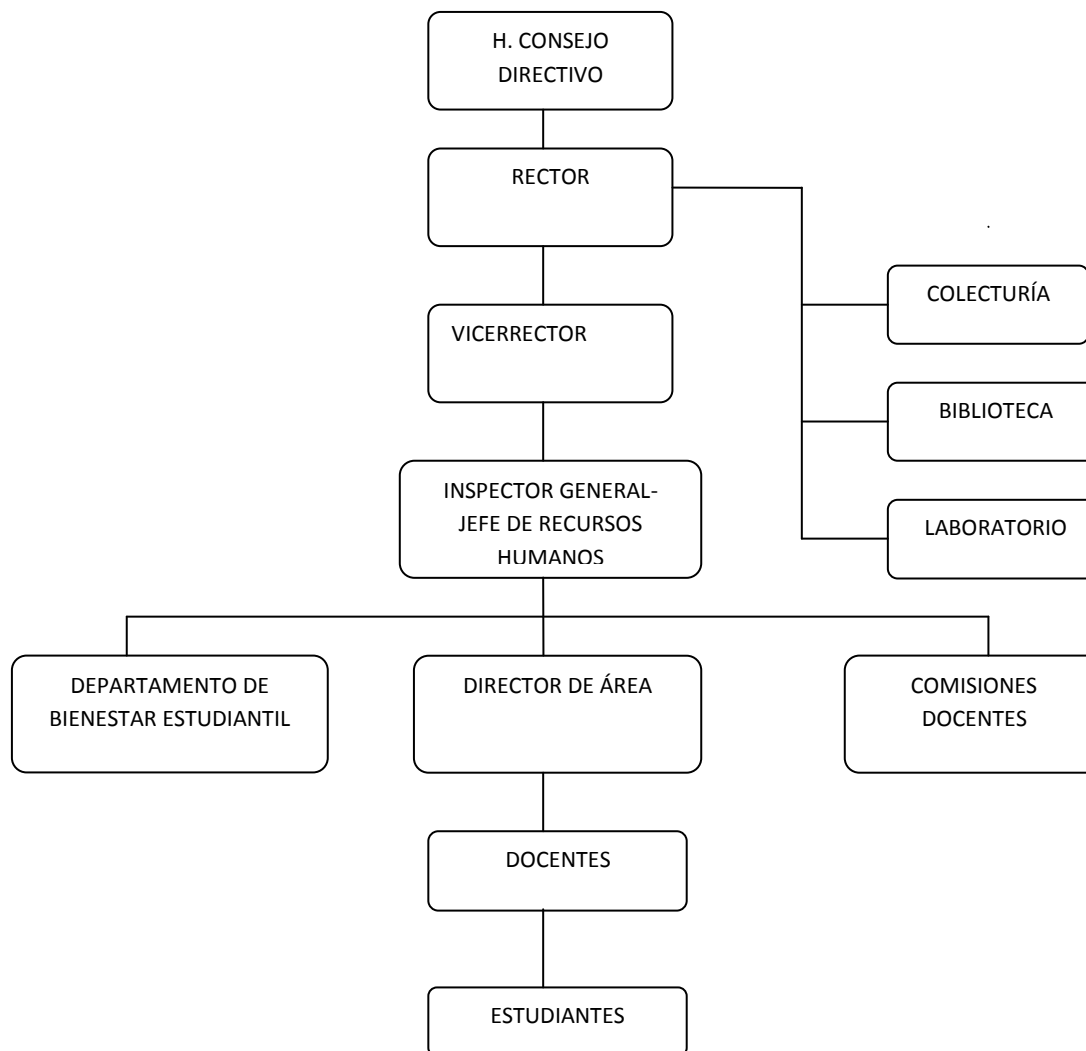 H. CONSEJO
DIRECTIVO
RECTOR
.
COLECTURÍA
VICERRECTOR
BIBLIOTECA
INSPECTOR GENERAL-
JEFE DE RECURSOS
HUMANOS
LABORATORIO
DEPARTAMENTO DE
BIENESTAR ESTUDIANTIL
DIRECTOR DE ÁREA
COMISIONES
DOCENTES
DOCENTES
ESTUDIANTES